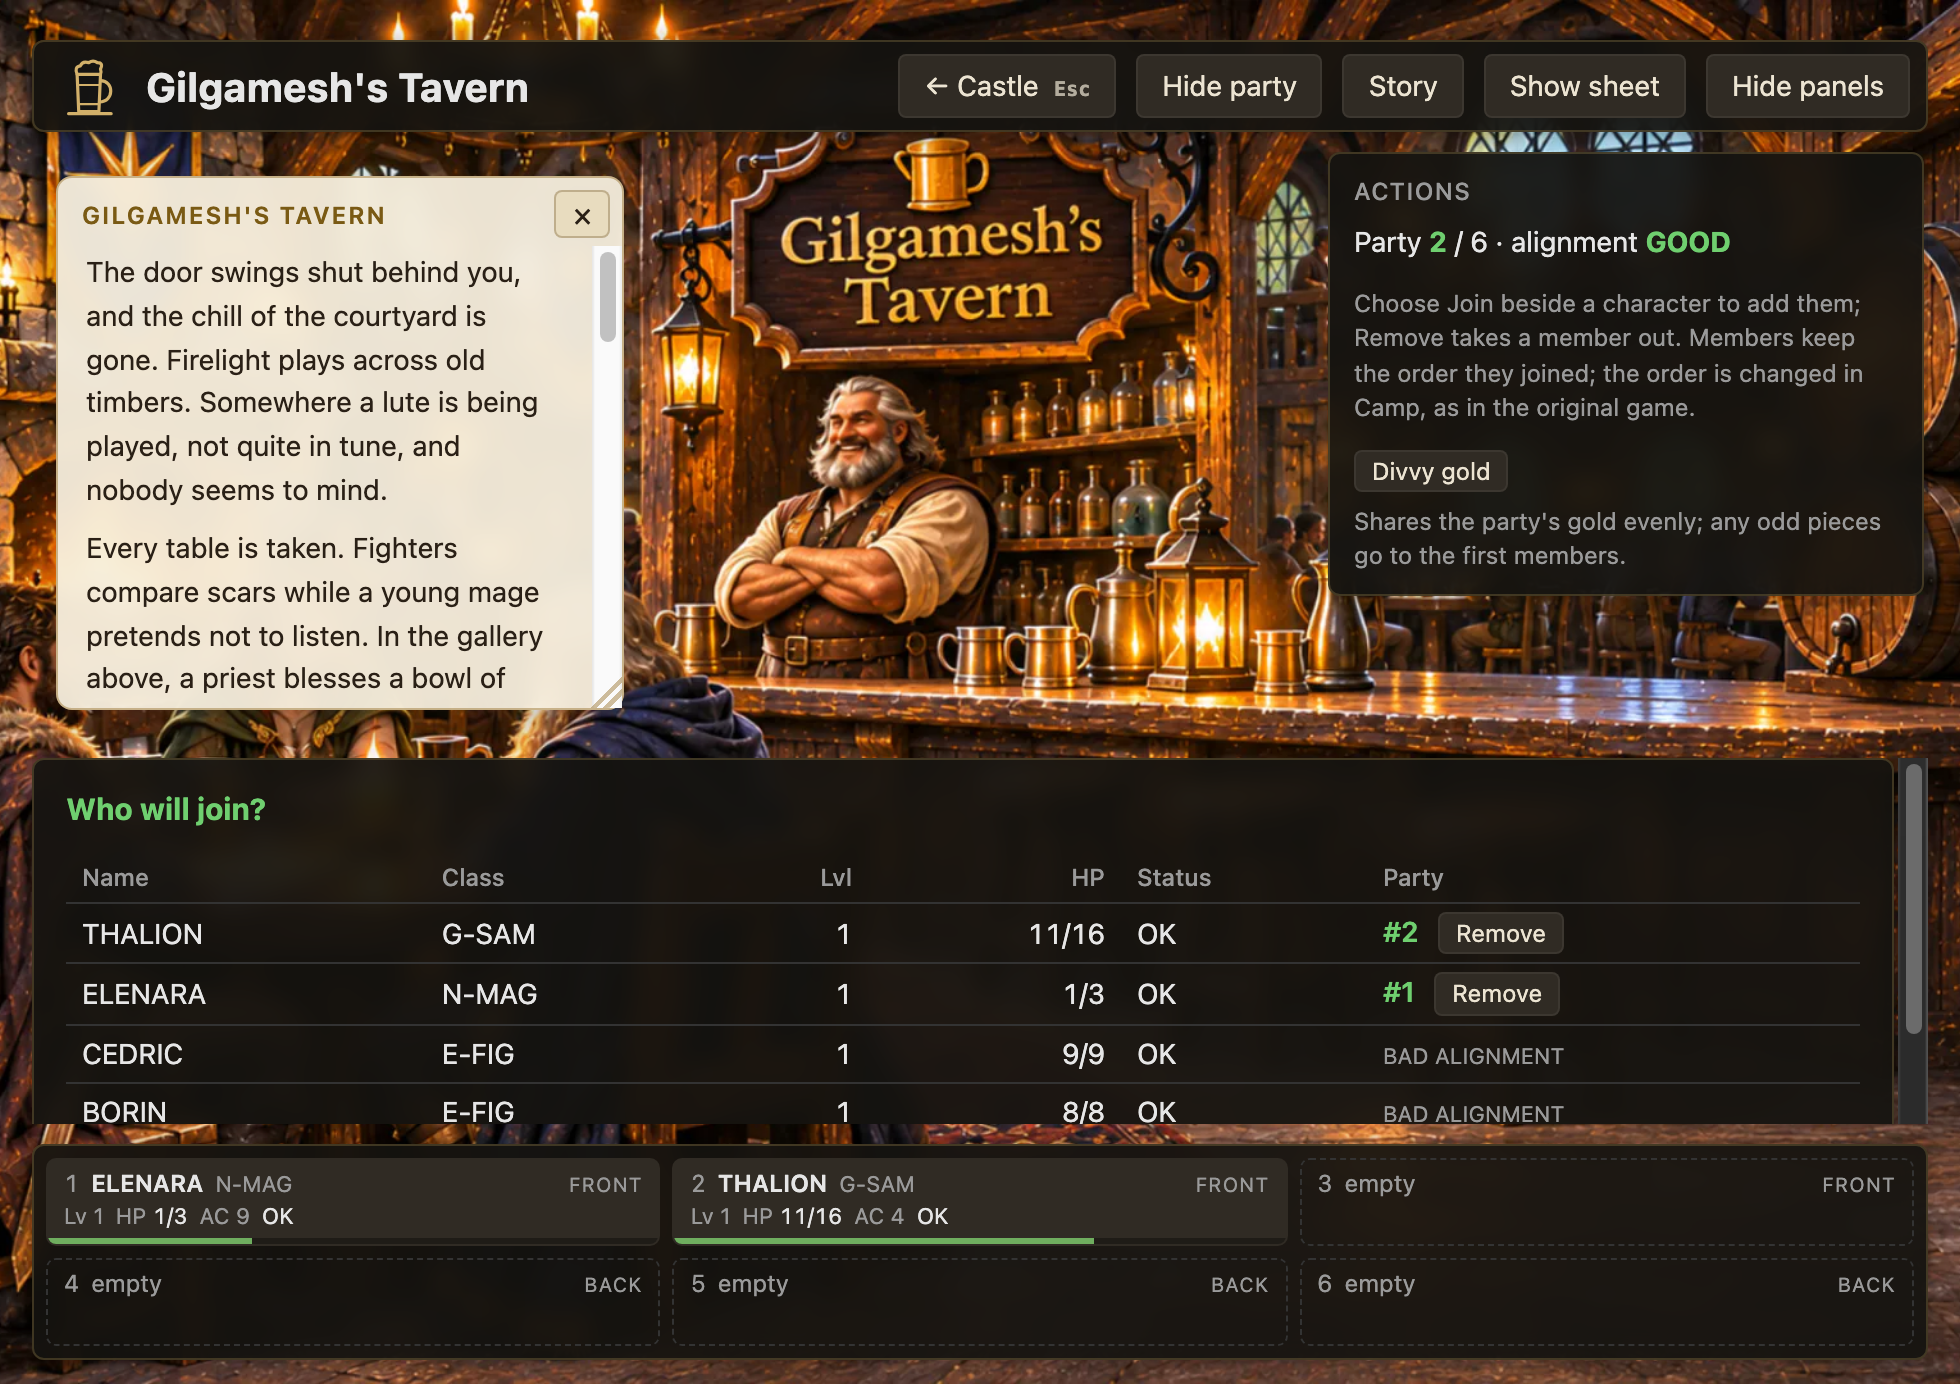 Gilgamesh's Tavern
← Castle Esc
Hide party
Story
Show sheet
Hide panels
GILGAMESH'S TAVERN
×
The door swings shut behind you,
and the chill of the courtyard is
gone. Firelight plays across old
timbers. Somewhere a lute is being
played, not quite in tune, and
nobody seems to mind.
Every table is taken. Fighters
compare scars while a young mage
pretends not to listen. In the gallery
above, a priest blesses a bowl of
Gilgamesh's
Tavern
ACTIONS
Party 2 / 6 · alignment GOOD
Choose Join beside a character to add them;
Remove takes a member out. Members keep
the order they joined; the order is changed in
Camp, as in the original game.
Divvy gold
Shares the party's gold evenly; any odd pieces
go to the first members.
Who will join?
Name Class Lvl HP Status Party
THALION G-SAM 1 11/16 OK #2 Remove
ELENARA N-MAG 1 1/3 OK #1 Remove
CEDRIC E-FIG 1 9/9 OK BAD ALIGNMENT
BORIN E-FIG 1 8/8 OK BAD ALIGNMENT
1 ELENARA N-MAG FRONT
Lv 1 HP 1/3 AC 9 OK
2 THALION G-SAM FRONT
Lv 1 HP 11/16 AC 4 OK
3 empty FRONT
4 empty BACK
5 empty BACK
6 empty BACK